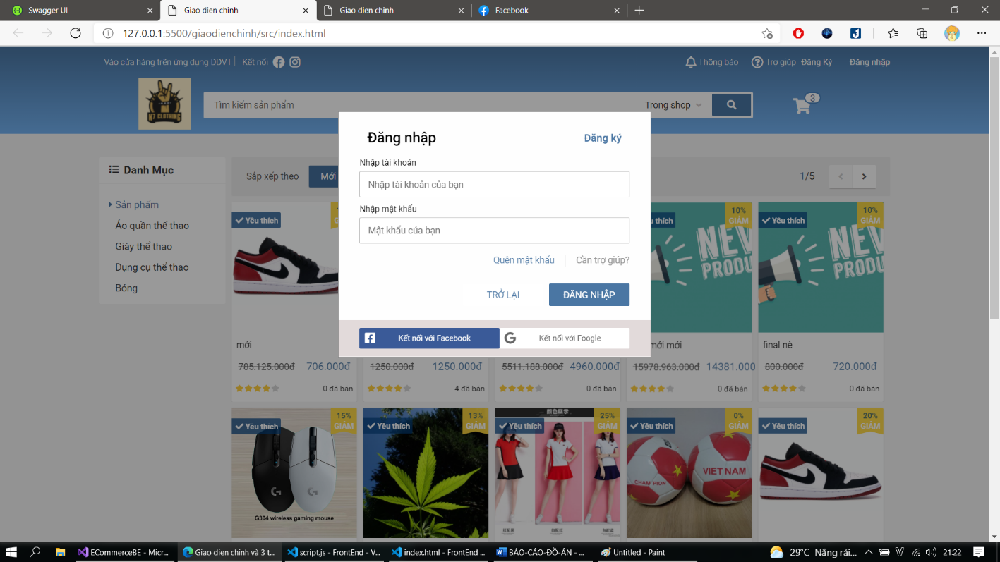 Swagger UI
Giao dien chinh
Giao dien chinh
Facebook
127.0.0.1:5500/giaodienchinh/src/index.html
4
Vào cửa hàng trên ứng dụng DDVT
Kết nối
Thông báo
Trợ giúp
Đăng Ký
Đăng nhập
N7 CLOTHING
Tìm kiếm sản phẩm
Trong shop
3
Đăng nhập
Đăng ký
Nhập tài khoản
Nhập tài khoản của bạn
Nhập mật khẩu
Mật khẩu của bạn
Quên mật khẩu
Cần trợ giúp?
TRỞ LẠI
ĐĂNG NHẬP
Kết nối với Facebook
Kết nối với Foogle
Danh Mục
Sản phẩm
Áo quần thể thao
Giày thể thao
Dụng cụ thể thao
Bóng
Sắp xếp theo
Mới
1/5
Yêu thích
mới
785.125.000đ 706.000đ
0 đã bán
1250.000đ 1250.000đ
4 đã bán
5511.188.000đ 4960.000đ
0 đã bán
10%
GIẢM
NEW
PRODU
mới mới
15978.963.000đ 14381.000
0 đã bán
Yêu thích
10%
GIẢM
NEW
PRODU
final nè
800.000đ 720.000đ
0 đã bán
Yêu thích
15%
GIẢM
G304 wireless gaming mouse
Yêu thích
13%
GIẢM
Yêu thích
25%
GIẢM
颜色展示
Yêu thích
0%
GIẢM
CHAMPION
VIET NAM
Yêu thích
20%
GIẢM
ECommerceBE - Micr...
Giao dien chinh và 3 t...
script.js - FrontEnd - V...
index.html - FrontEnd ...
BÁO-CÁO-ĐỒ-ÁN - ...
Untitled - Paint
29°C Nắng rải...
21:22